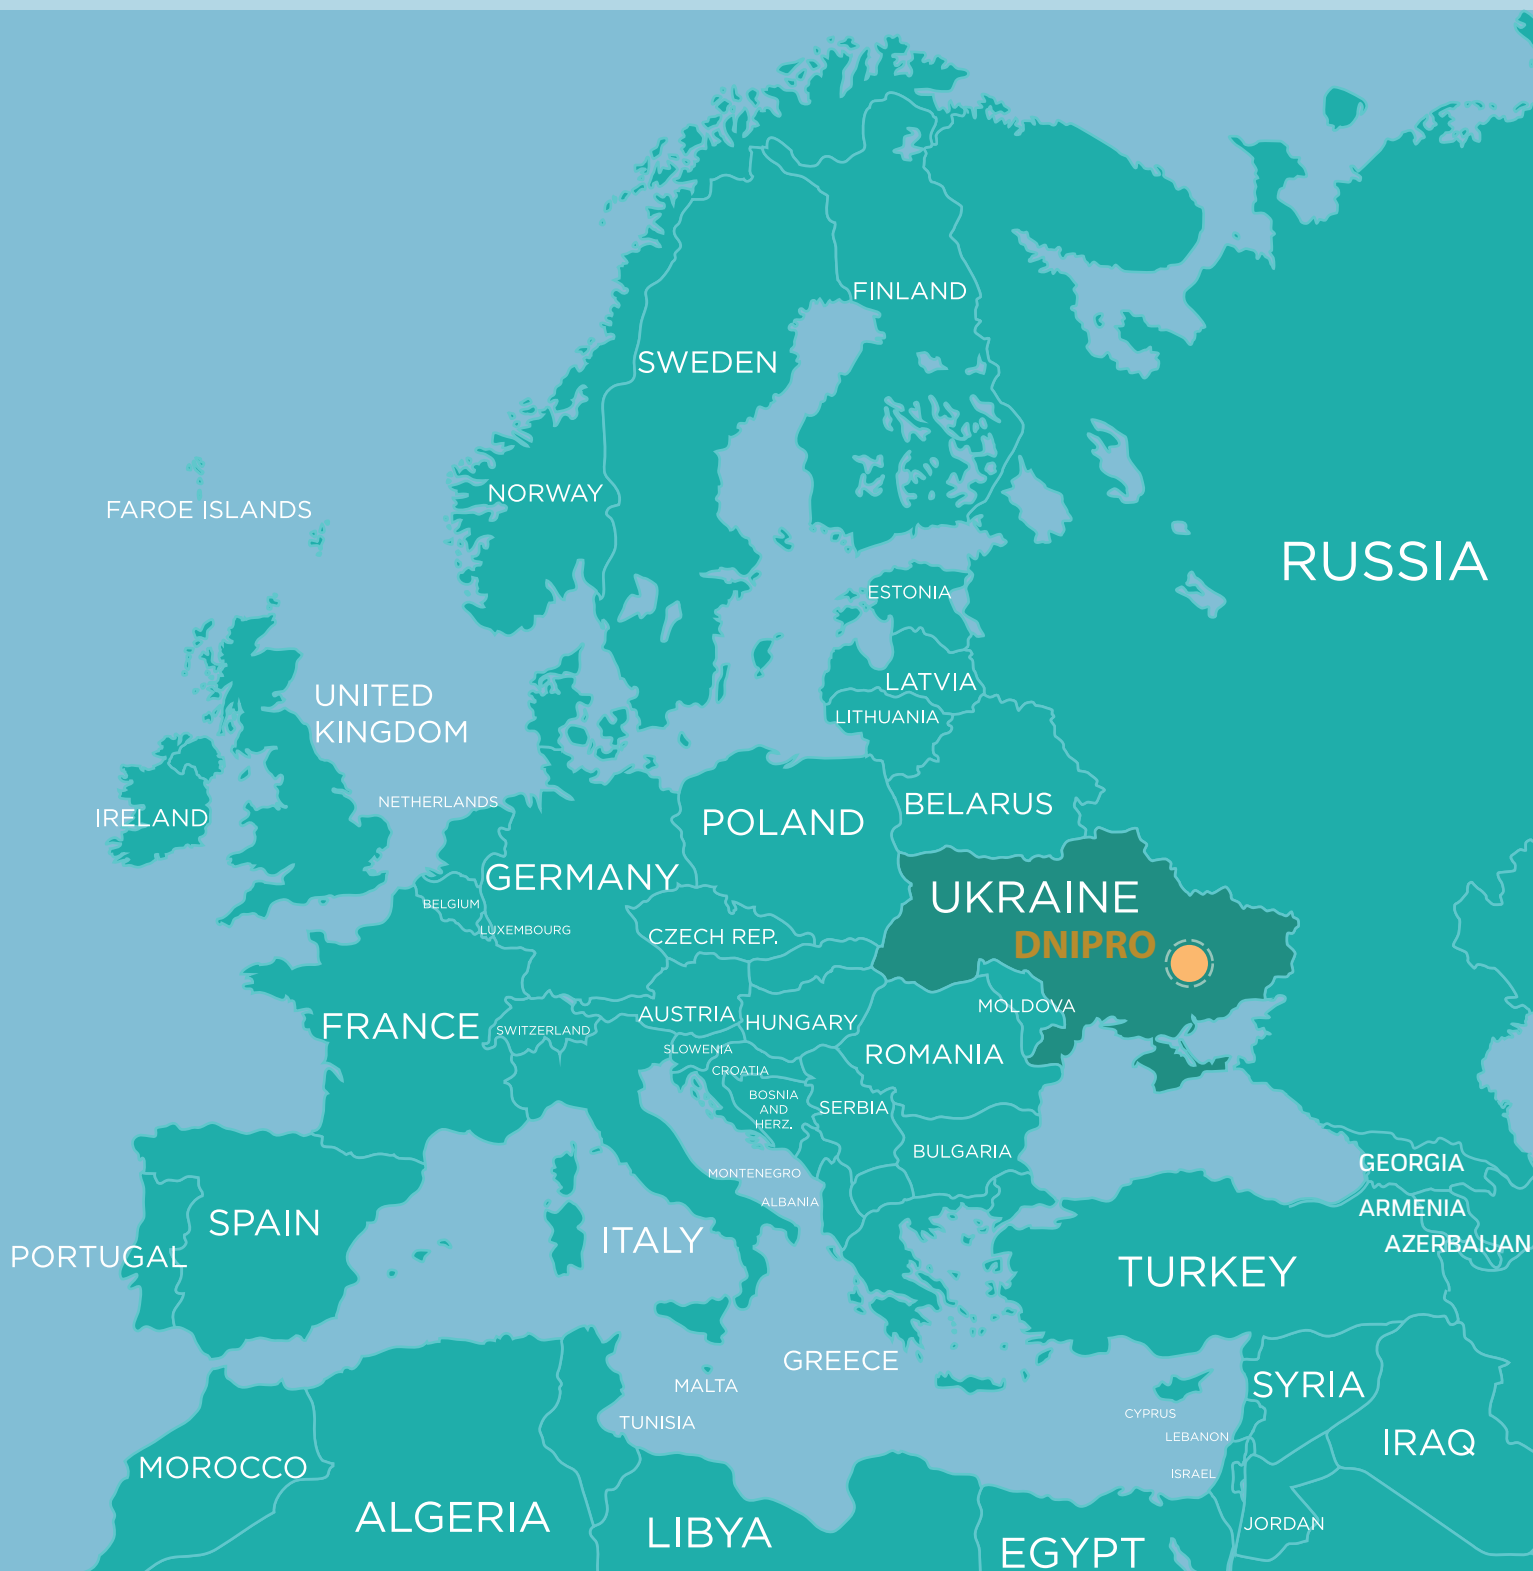 FINLAND
SWEDEN
NORWAY
FAROE ISLANDS
RUSSIA
ESTONIA
LATVIA
UNITED
KINGDOM
LITHUANIA
NETHERLANDS
BELARUS
IRELAND
POLAND
GERMANY
UKRAINE
BELGIUM
LUXEMBOURG
CZECH REP.
DNIPRO
MOLDOVA
AUSTRIA
HUNGARY
FRANCE
SWITZERLAND
SLOWENIA
ROMANIA
CROATIA
BOSNIA
AND
HERZ.
SERBIA
BULGARIA
GEORGIA
MONTENEGRO
ALBANIA
ARMENIA
SPAIN
ITALY
AZERBAIJAN
PORTUGAL
TURKEY
GREECE
MALTA
SYRIA
CYPRUS
TUNISIA
LEBANON
IRAQ
MOROCCO
ISRAEL
ALGERIA
LIBYA
JORDAN
EGYPT